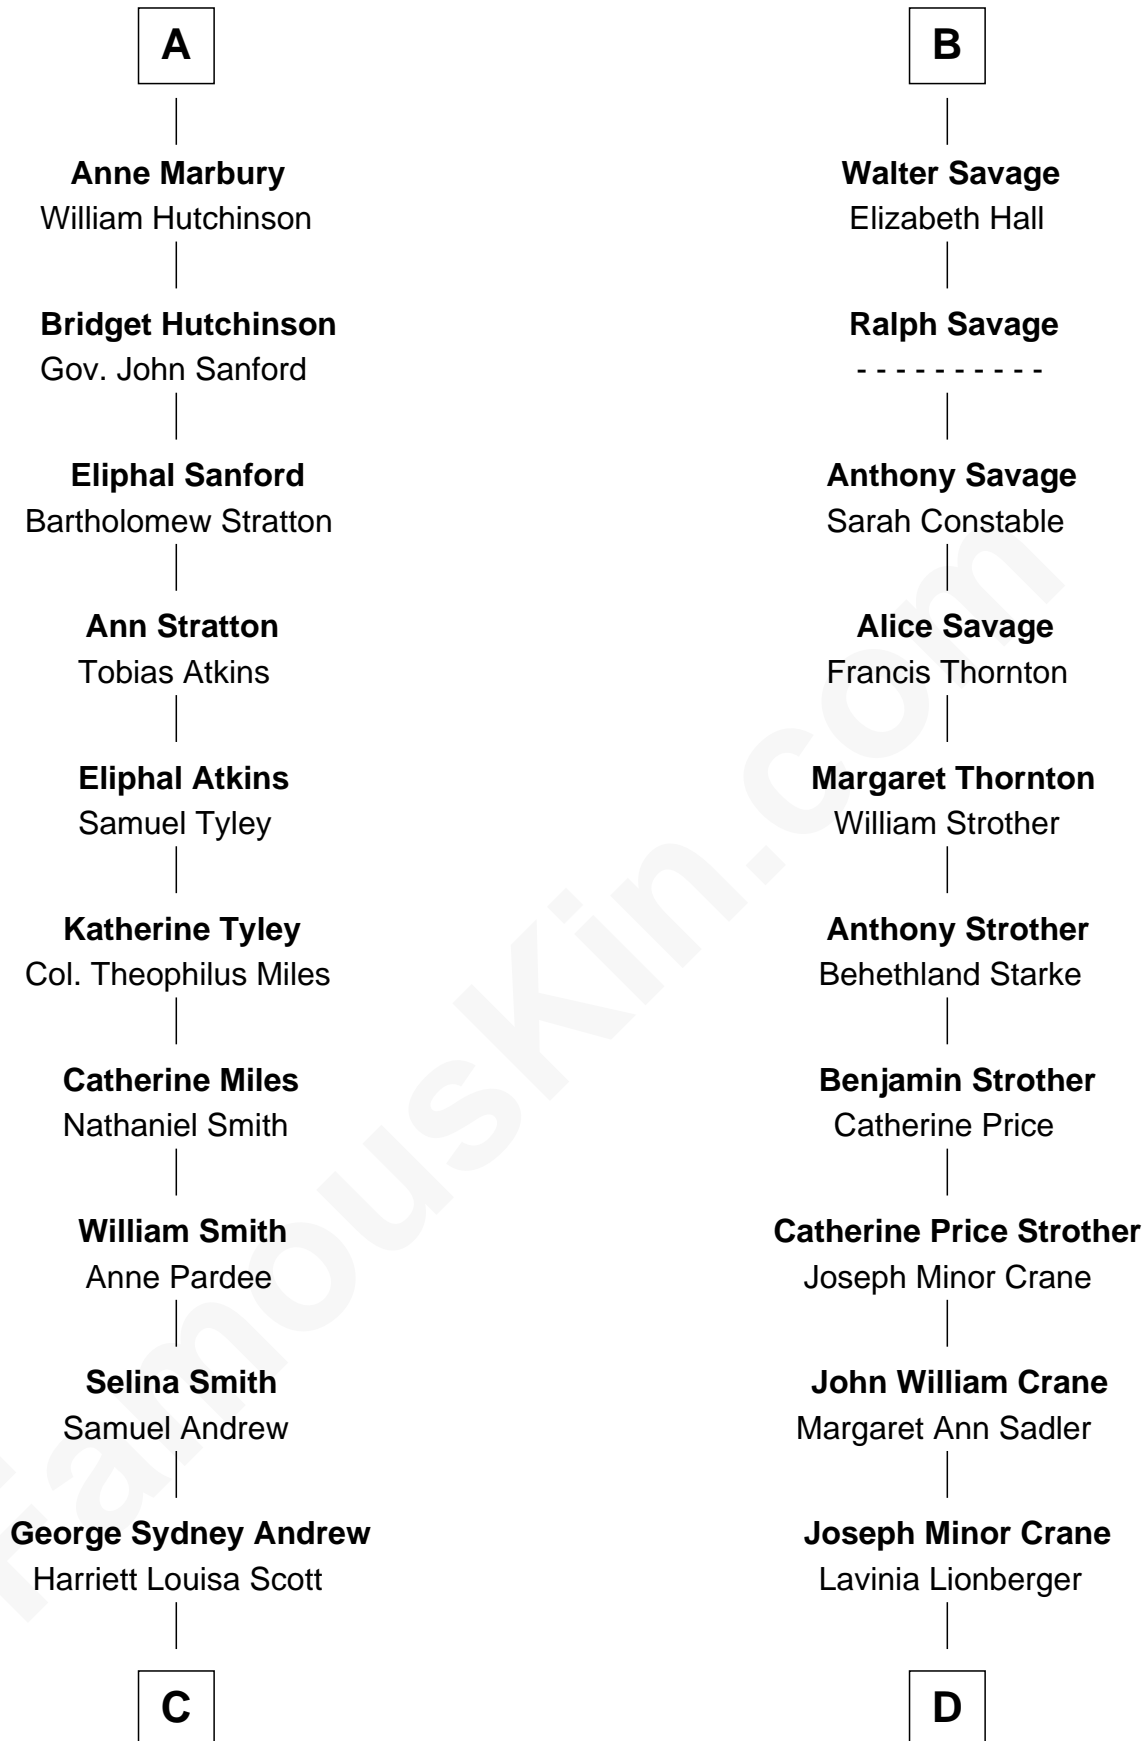 A
Anne Marbury
William Hutchinson
Bridget Hutchinson
Gov. John Sanford
Eliphal Sanford
Bartholomew Stratton
Ann Stratton
Tobias Atkins
Eliphal Atkins
Samuel Tyley
Katherine Tyley
Col. Theophilus Miles
Catherine Miles
Nathaniel Smith
William Smith
Anne Pardee
Selina Smith
Samuel Andrew
George Sydney Andrew
Harriett Louisa Scott
C
B
Walter Savage
Elizabeth Hall
Ralph Savage
- - - - - - - - - -
Anthony Savage
Sarah Constable
Alice Savage
Francis Thornton
Margaret Thornton
William Strother
Anthony Strother
Behethland Starke
Benjamin Strother
Catherine Price
Catherine Price Strother
Joseph Minor Crane
John William Crane
Margaret Ann Sadler
Joseph Minor Crane
Lavinia Lionberger
D
FamousKin.com